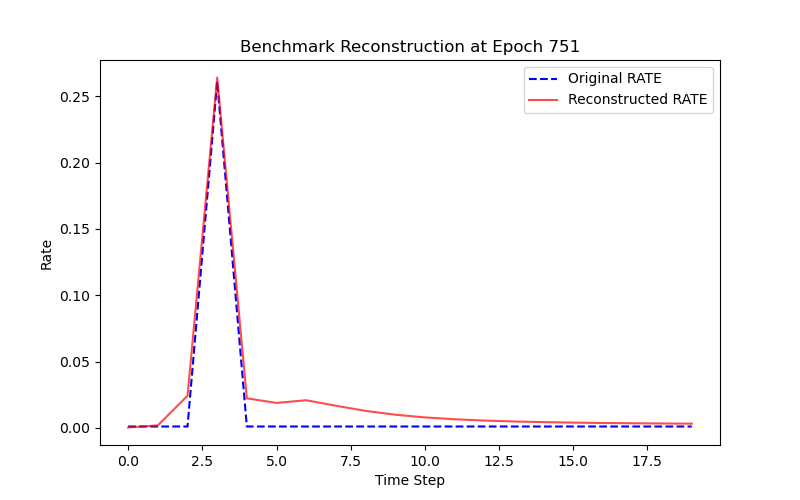 Benchmark Reconstruction at Epoch 751
Original RATE
Reconstructed RATE
Rate
0.25
0.20
0.15
0.10
0.05
0.00
0.0 2.5 5.0 7.5 10.0 12.5 15.0 17.5
Time Step